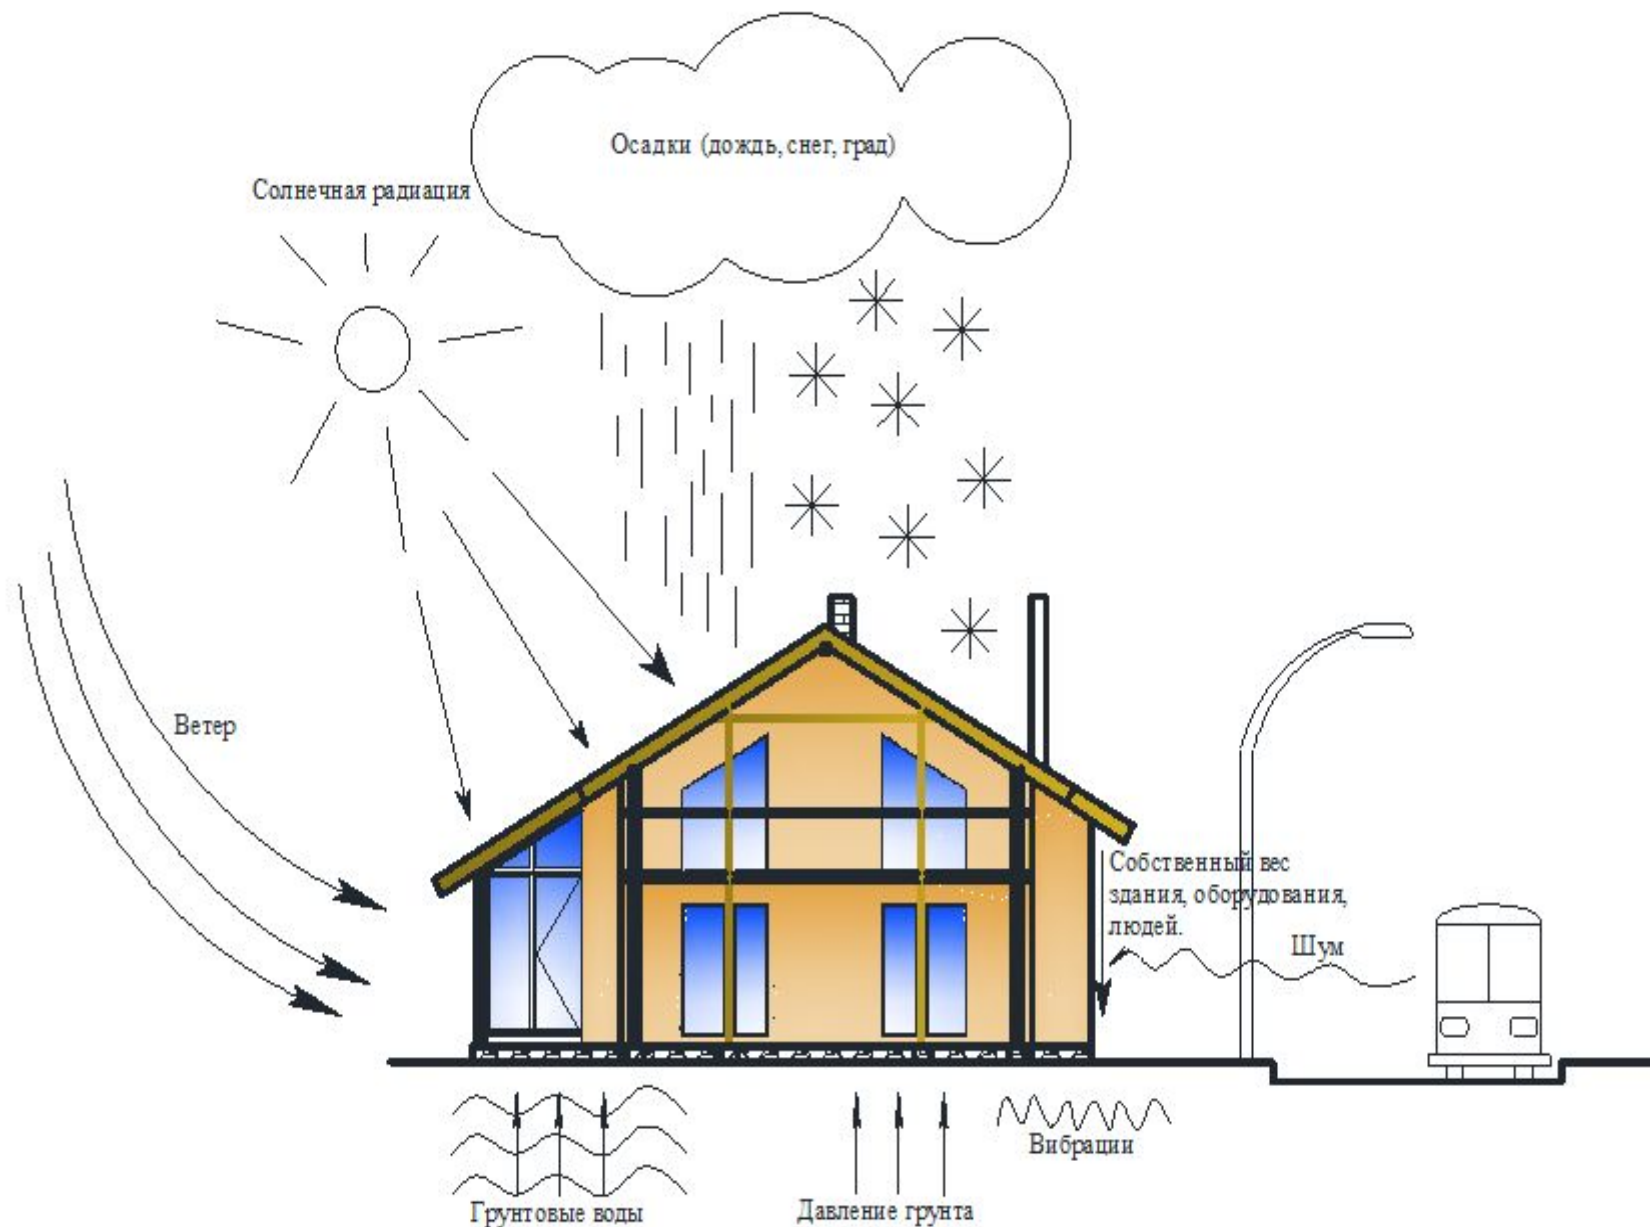 Осадки (дождь, снег, град)
Солнечная радиация
Ветер
Собственный вес
здания, оборудования,
людей.
Шум
Вибрации
Грунтовые воды
Давление грунта